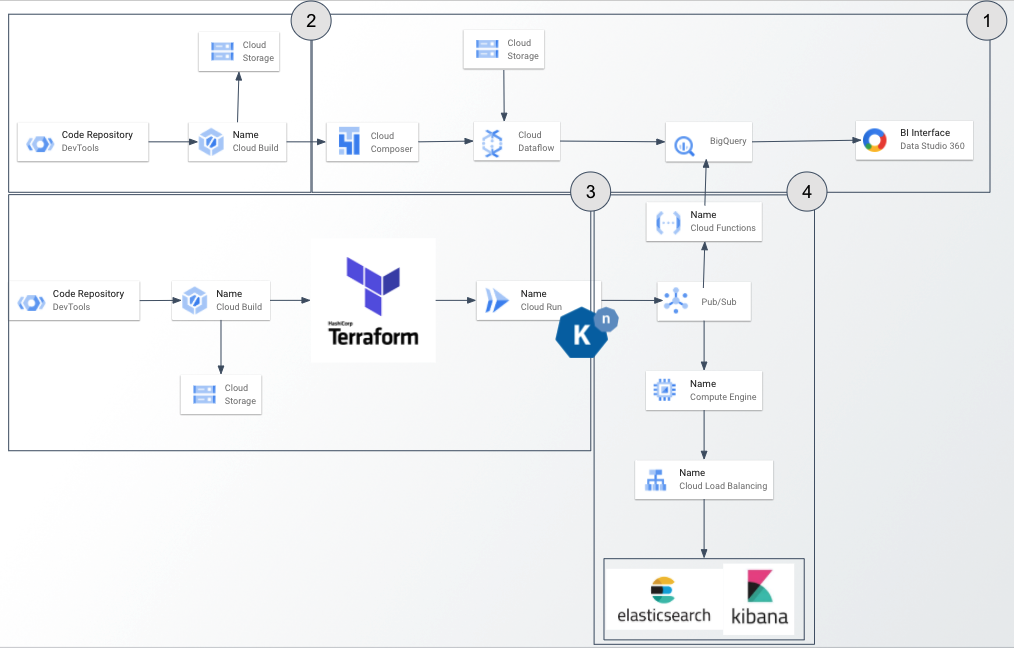 2
1
Cloud
Storage
Cloud
Storage
Code Repository
DevTools
Name
Cloud Build
Cloud
Composer
Cloud
Dataflow
BigQuery
BI Interface
Data Studio 360
3
4
Name
Cloud Functions
Code Repository
DevTools
Name
Cloud Build
HashiCorp
Terraform
Name
Cloud Run
K
n
Pub/Sub
Cloud
Storage
Name
Compute Engine
Name
Cloud Load Balancing
elasticsearch
kibana